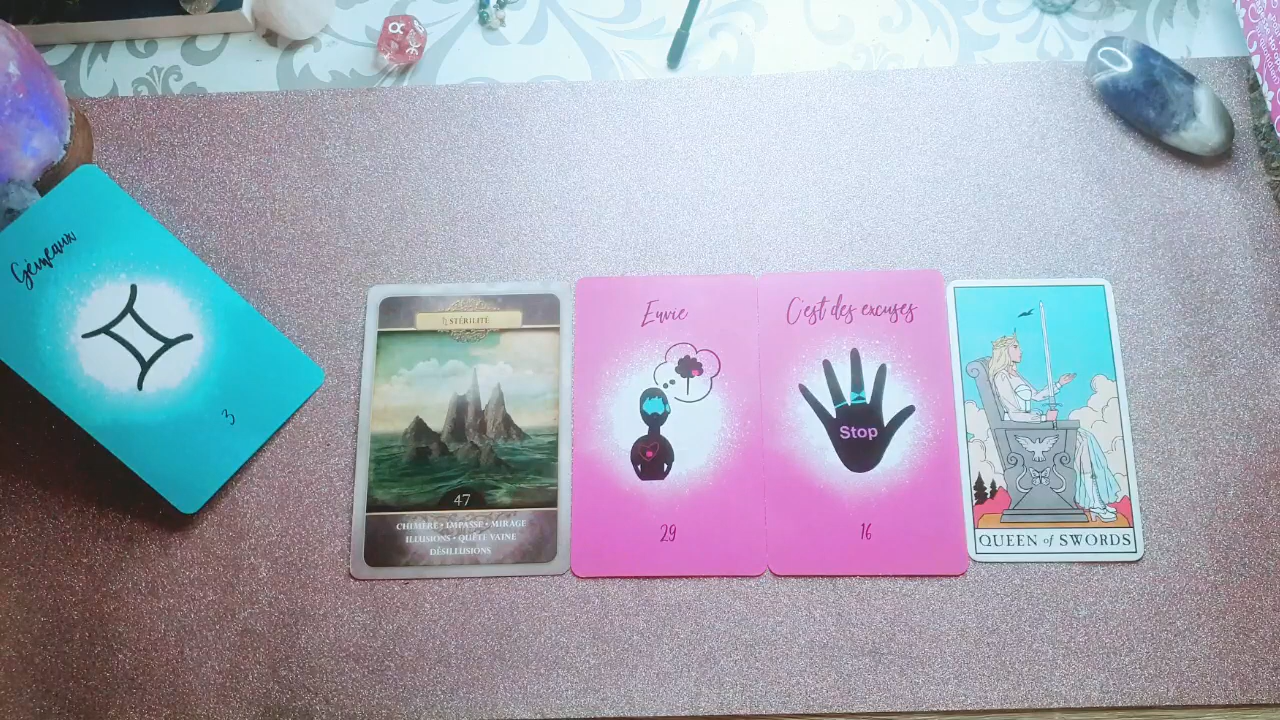 Gémeaux
3
STÉRILITÉ
47
CHIMÈRE • IMPASSE • MIRAGE
ILLUSIONS • QUÊTE VAINE
DÉSILLUSIONS
Envie
29
C'est des excuses
Stop
16
QUEEN of SWORDS